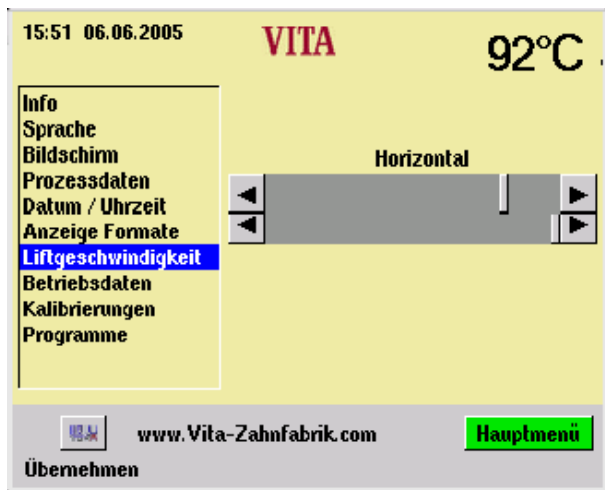 15:51 06.06.2005
VITA
92°C
Info
Sprache
Bildschirm
Prozessdaten
Datum / Uhrzeit
Anzeige Formate
Liftgeschwindigkeit
Betriebsdaten
Kalibrierungen
Programme
Horizontal
www.Vita-Zahnfabrik.com
Hauptmenü
Übernehmen